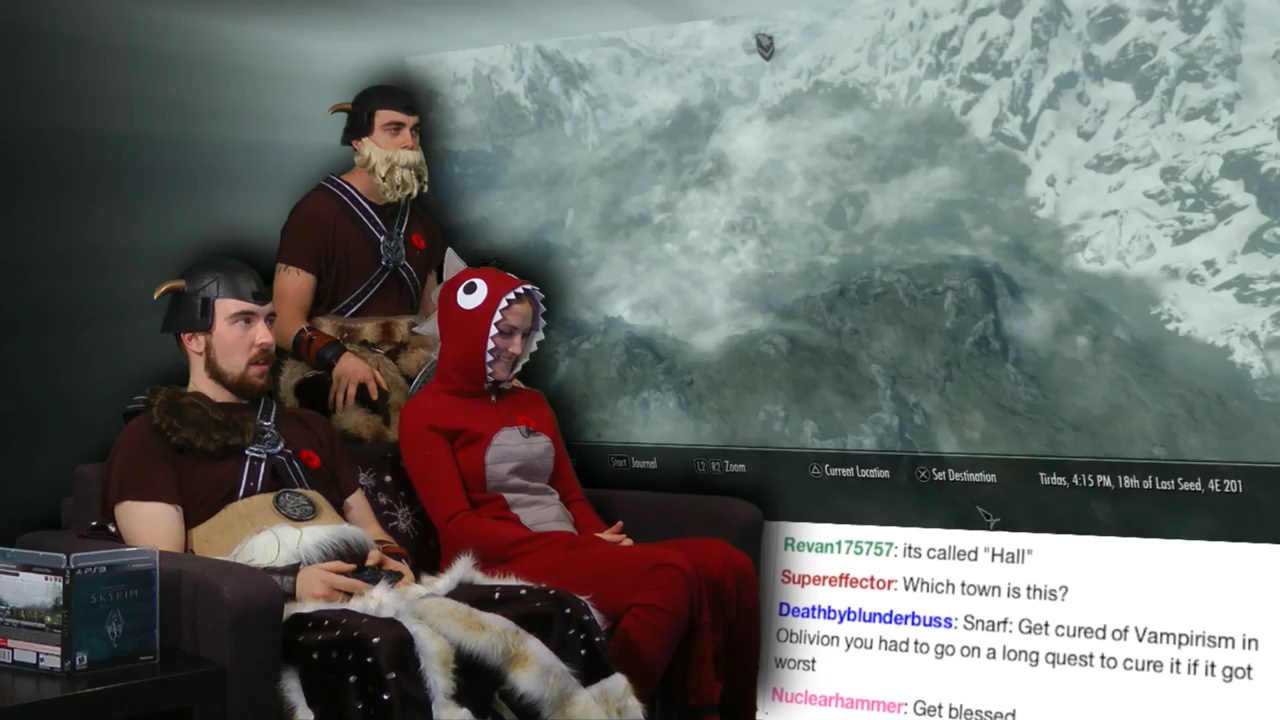 Start Journal
L2 R2 Zoom
Current Location
Set Destination
Tirdas, 4:15 PM, 18th of Last Seed, 4E 201
Revan175757: its called "Hall"
Supereffector: Which town is this?
Deathbyblunderbuss: Snarf: Get cured of Vampirism in
Oblivion you had to go on a long quest to cure it if it got
worst
Nuclearhammer: Get blessed
PS3
SKYRIM